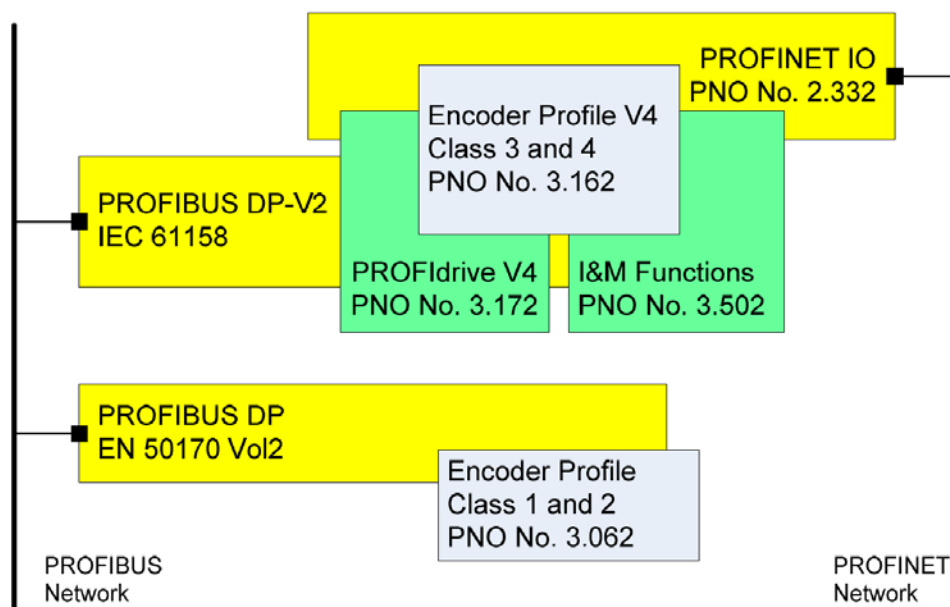 PROFINET IO
PNO No. 2.332
Encoder Profile V4
Class 3 and 4
PNO No. 3.162
PROFIBUS DP-V2
IEC 61158
PROFIdrive V4
PNO No. 3.172
I&M Functions
PNO No. 3.502
PROFIBUS DP
EN 50170 Vol2
Encoder Profile
Class 1 and 2
PNO No. 3.062
PROFIBUS
Network
PROFINET
Network